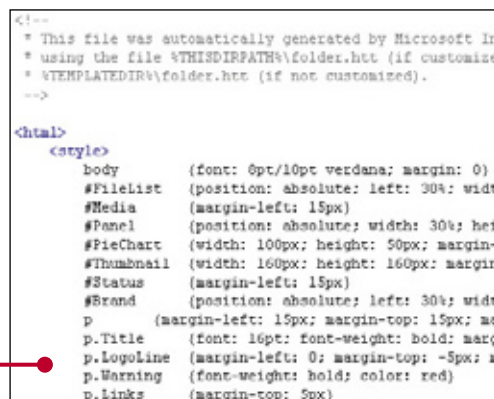 <!--
* This file was automatically generated by Microsoft In
* using the file %THISDIRPATH%\folder.htt (if customize
* %TEMPLATEDIR%\folder.htt (if not customized).
-->
<html>
<style>
body {font: 8pt/10pt verdana; margin: 0}
#FileList {position: absolute; left: 30%; widt
#Media {margin-left: 15px}
#Panel {position: absolute; width: 30%; hei
#PieChart {width: 100px; height: 50px; margin-
#Thumbnail {width: 160px; height: 160px; margin
#Status {margin-left: 15px}
#Brand {position: absolute; left: 30%; widt
p {margin-left: 15px; margin-top: 15px; ma
p.Title {font: 16pt; font-weight: bold; marg
p.LogoLine {margin-left: 0; margin-top: -5px; m
p.Warning {font-weight: bold; color: red}
p.Links {margin-top: 5px}